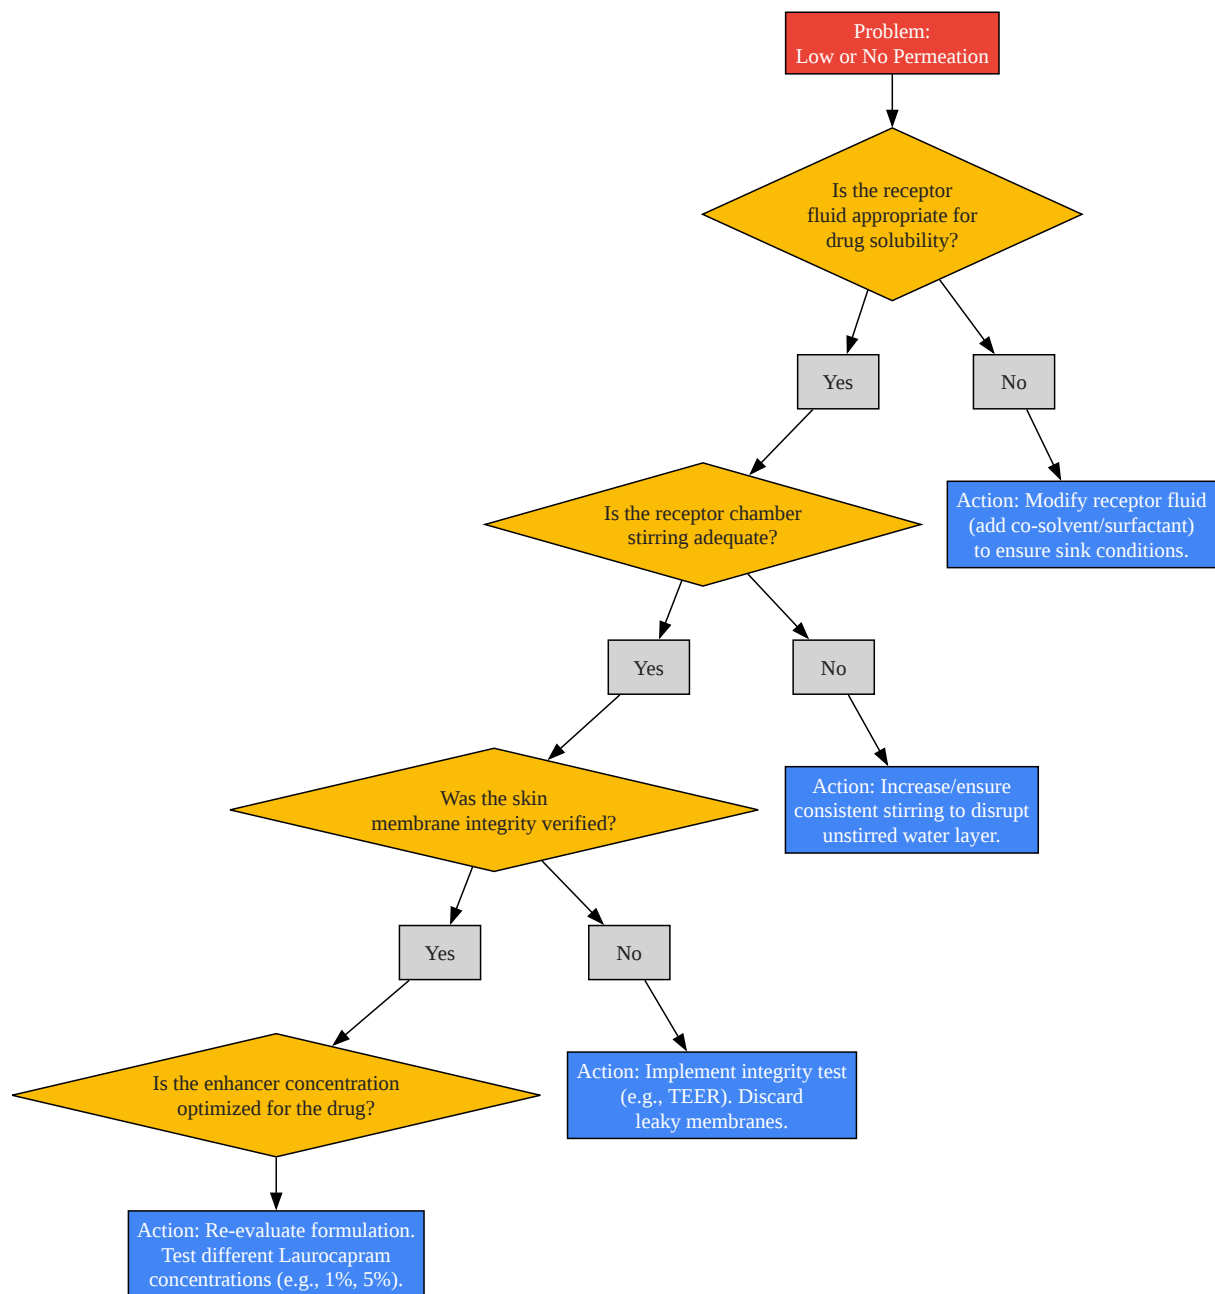 Problem:
Low or No Permeation
Is the receptor
fluid appropriate for
drug solubility?
Yes
No
Is the receptor chamber
stirring adequate?
Action: Modify receptor fluid
(add co-solvent/surfactant)
to ensure sink conditions.
Yes
No
Was the skin
membrane integrity verified?
Action: Increase/ensure
consistent stirring to disrupt
unstirred water layer.
Yes
No
Is the enhancer concentration
optimized for the drug?
Action: Implement integrity test
(e.g., TEER). Discard
leaky membranes.
Action: Re-evaluate formulation.
Test different Laurocapram
concentrations (e.g., 1%, 5%).